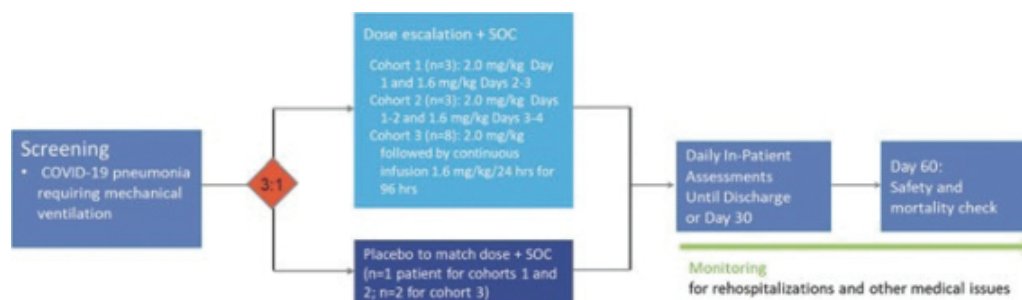 Screening
• COVID-19 pneumonia
requiring mechanical
ventilation
3:1
Dose escalation + SOC
Cohort 1 (n=3): 2.0 mg/kg Day
1 and 1.6 mg/kg Days 2-3
Cohort 2 (n=3): 2.0 mg/kg Days
1-2 and 1.6 mg/kg Days 3-4
Cohort 3 (n=8): 2.0 mg/kg
followed by continuous
infusion 1.6 mg/kg/24 hrs for
96 hrs
Placebo to match dose + SOC
(n=1 patient for cohorts 1 and
2; n=2 for cohort 3)
Daily In-Patient
Assessments
Until Discharge
or Day 30
Day 60:
Safety and
mortality check
Monitoring
for rehospitalizations and other medical issues